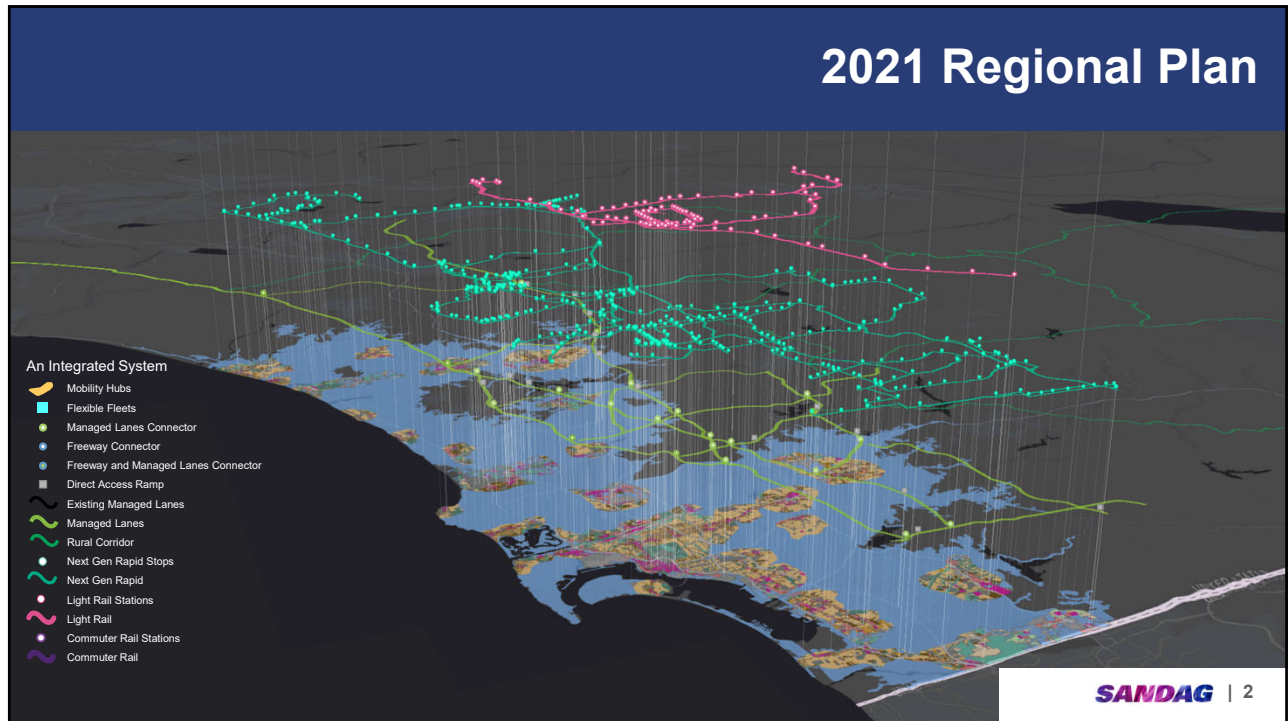 2021 Regional Plan
An Integrated System
Mobility Hubs
Flexible Fleets
Managed Lanes Connector
Freeway Connector
Freeway and Managed Lanes Connector
Direct Access Ramp
Existing Managed Lanes
Managed Lanes
Rural Corridor
Next Gen Rapid Stops
Next Gen Rapid
Light Rail Stations
Light Rail
Commuter Rail Stations
Commuter Rail
SANDAG | 2